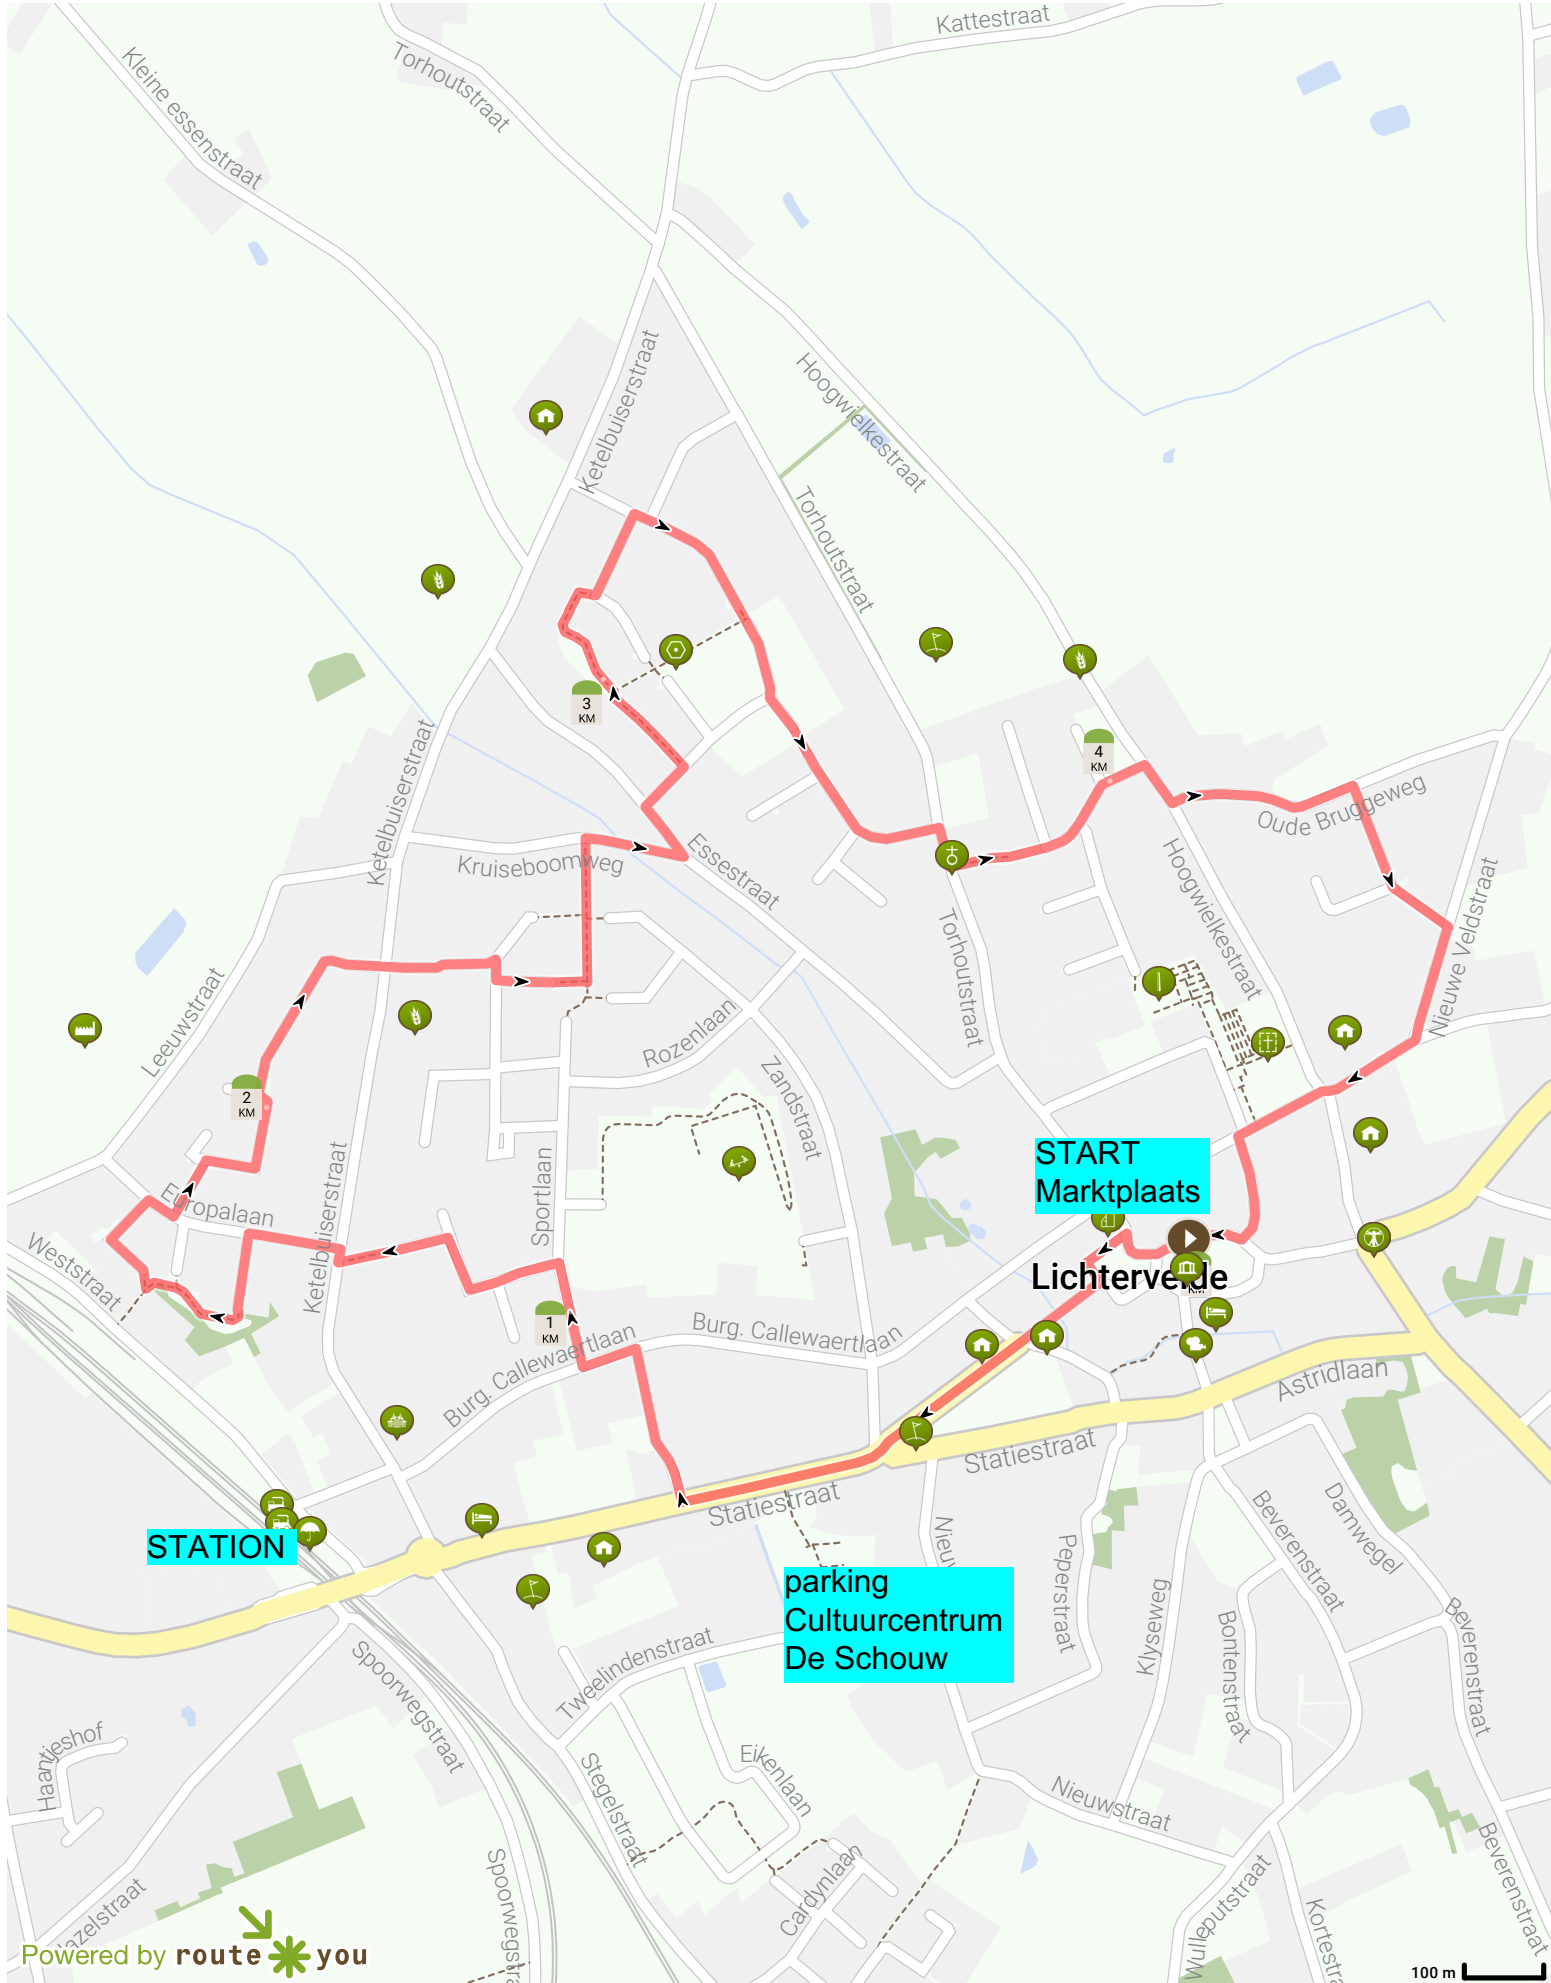 Kattestraat
Torhoutstraat
Kleine essenstraat
Ketelbuiserstraat
Hoogwielkestraat
Torhoutstraat
3
KM
4
KM
Oude Bruggeweg
Ketelbuiserstraat
Kruiseboomweg
Essestraat
Hoogwielkestraat
Nieuwe Veldstraat
Torhoutstraat
Leeuwstraat
Rozenlaan
Zandstraat
2
KM
START
Marktplaats
Europalaan
Ketelbuiserstraat
Sportlaan
Weststraat
Lichtervelde
KM
1
KM
Burg. Callewaertlaan
Burg. Callewaertlaan
Astridlaan
Statiestraat
Statiestraat
STATION
parking
Cultuurcentrum
De Schouw
Peperstraat
Klyseweg
Beverenstraat
Damwegel
Bontenstraat
Beverenstraat
Tweelindenstraat
Spoorwegstraat
Haantjeshof
Stegelstraat
Eikenlaan
Nieuwstraat
Cardynlaan
Beverenstraat
Wulleputstraat
Powered by route you
100 m